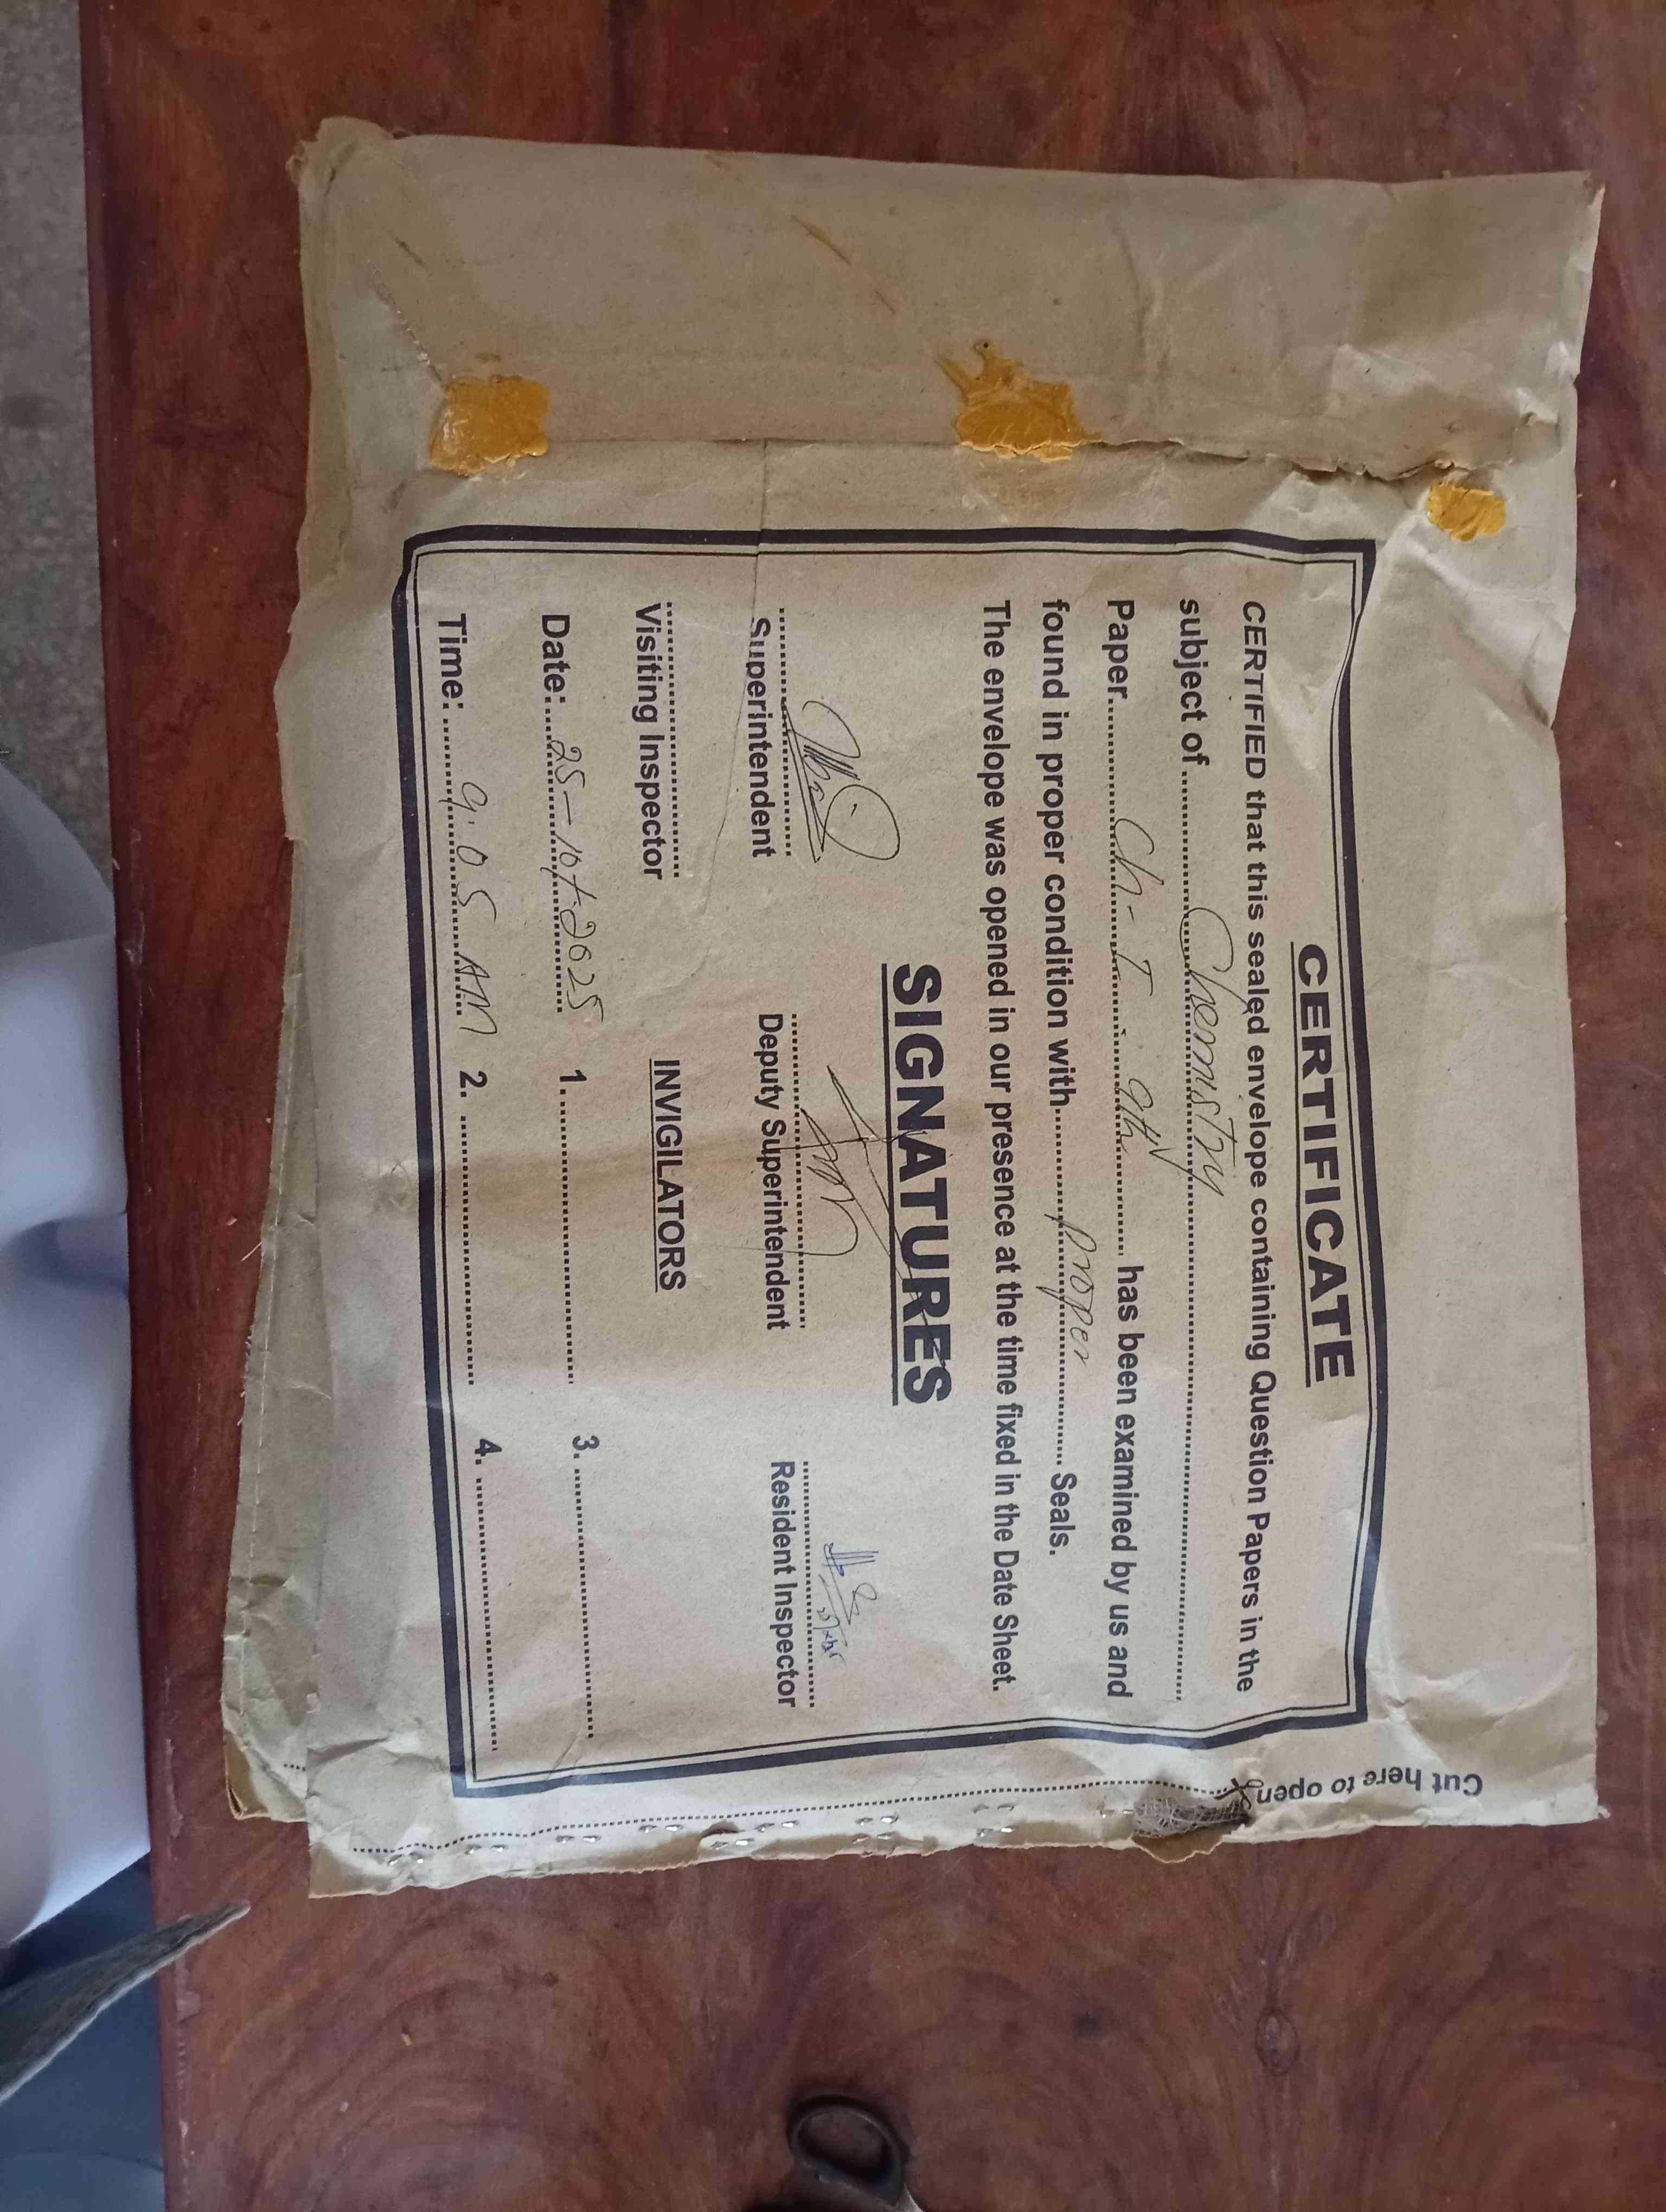 CERTIFICATE
CERTIFIED that this sealed envelope containing Question Papers in the
subject of ........ Chemistry ........
Paper........ Ch-I 9th ........ has been examined by us and
found in proper condition with........ proper ........ Seals.
The envelope was opened in our presence at the time fixed in the Date Sheet.
SIGNATURES
Superintendent Deputy Superintendent Resident Inspector
Visiting Inspector INVIGILATORS
Date: 25-10-2025 1. ........ 3. ........
Time: 9.05 AM 2. ........ 4. ........
Cut here to open